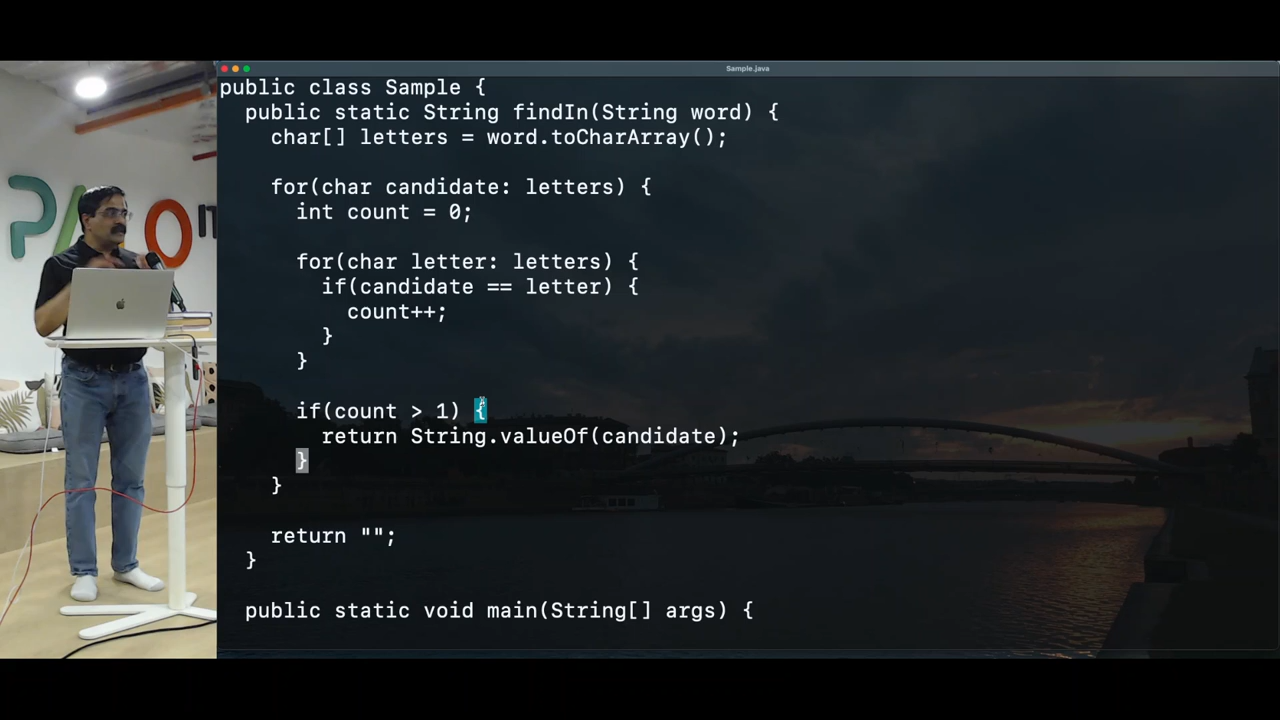 PALO
IT
Sample.java
public class Sample {
  public static String findIn(String word) {
    char[] letters = word.toCharArray();

    for(char candidate: letters) {
      int count = 0;

      for(char letter: letters) {
        if(candidate == letter) {
          count++;
        }
      }

      if(count > 1) {
        return String.valueOf(candidate);
      }
    }

    return "";
  }

  public static void main(String[] args) {